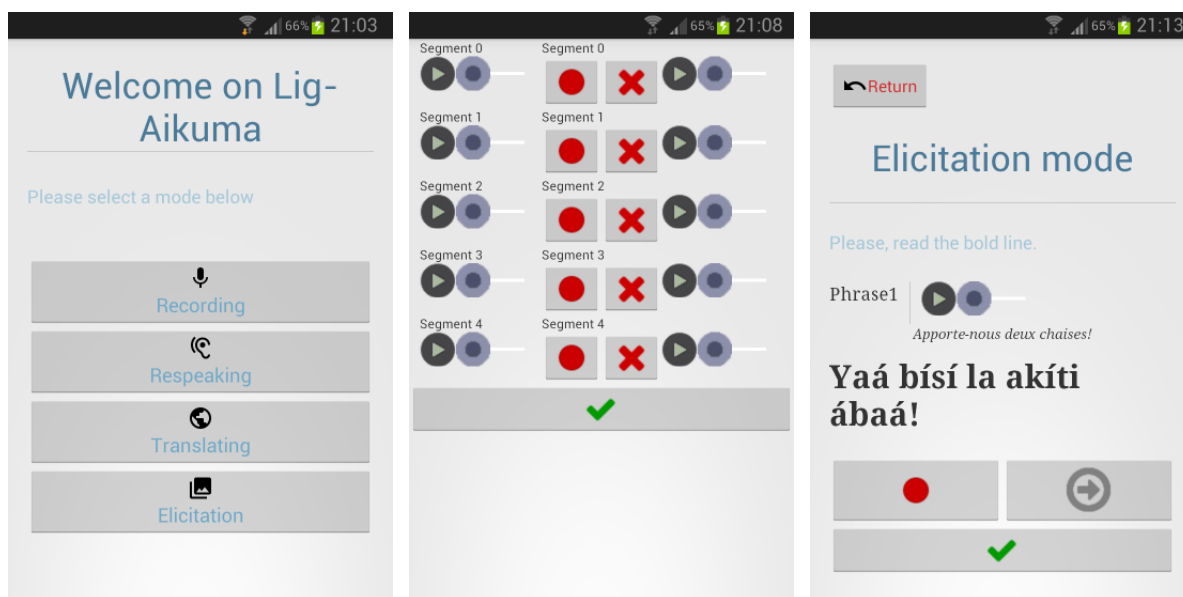 66% 21:03
Welcome on Lig-
Aikuma
Please select a mode below
Recording
Respeaking
Translating
Elicitation
65% 21:08
Segment 0 Segment 0
Segment 1 Segment 1
Segment 2 Segment 2
Segment 3 Segment 3
Segment 4 Segment 4
65% 21:13
Return
Elicitation mode
Please, read the bold line.
Phrase1
Apporte-nous deux chaises!
Yaá bísí la akíti
ábaá!